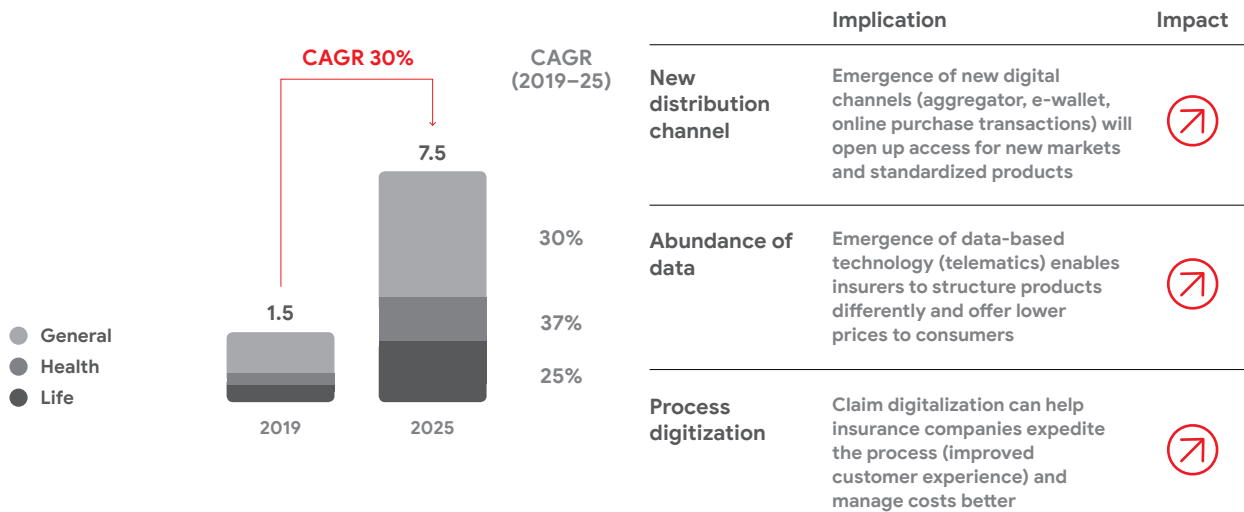 CAGR 30%
CAGR
(2019–25)
7.5
1.5
30%
37%
25%
General
Health
Life
2019
2025
Implication
Impact
New
distribution
channel
Emergence of new digital
channels (aggregator, e-wallet,
online purchase transactions) will
open up access for new markets
and standardized products
Abundance of
data
Emergence of data-based
technology (telematics) enables
insurers to structure products
differently and offer lower
prices to consumers
Process
digitization
Claim digitalization can help
insurance companies expedite
the process (improved
customer experience) and
manage costs better